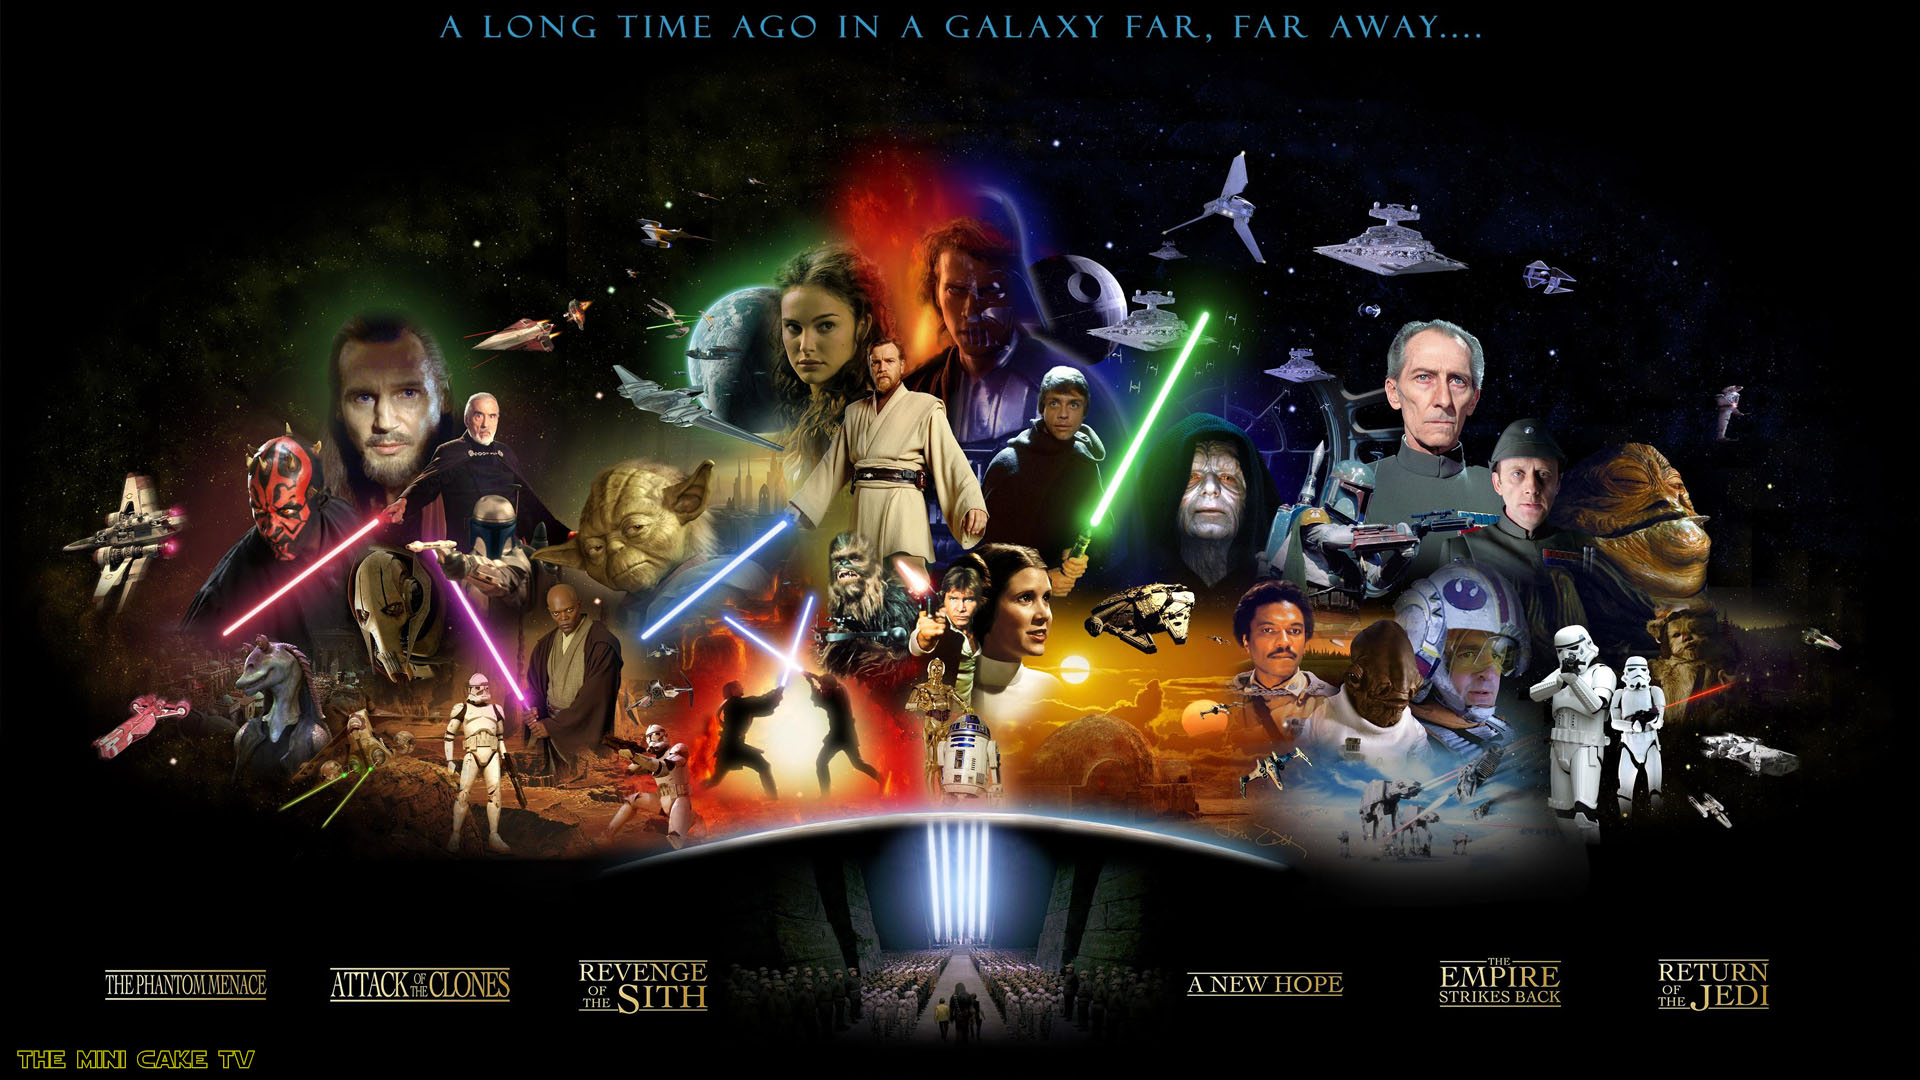 A LONG TIME AGO IN A GALAXY FAR, FAR AWAY....
THE PHANTOM MENACE
ATTACK OF THE CLONES
REVENGE
OF THE SITH
A NEW HOPE
THE
EMPIRE
STRIKES BACK
RETURN
OF THE JEDI
THE MINI CAKE TV